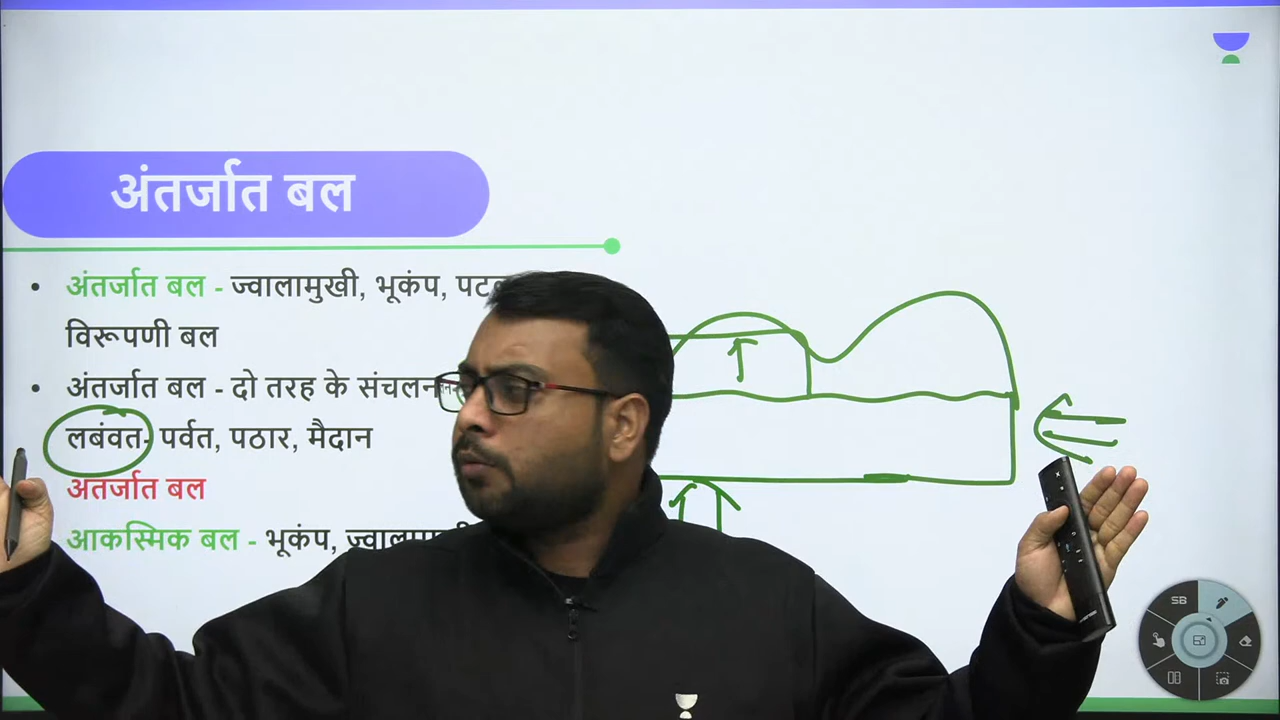 अंतर्जात बल
• अंतर्जात बल - ज्वालामुखी, भूकंप,
विरूपणी बल
• अंतर्जात बल - दो तरह के संचलन
लबंवत- पर्वत, पठार, मैदान
अतर्जात बल
आकस्मिक बल - भूकंप,
SB